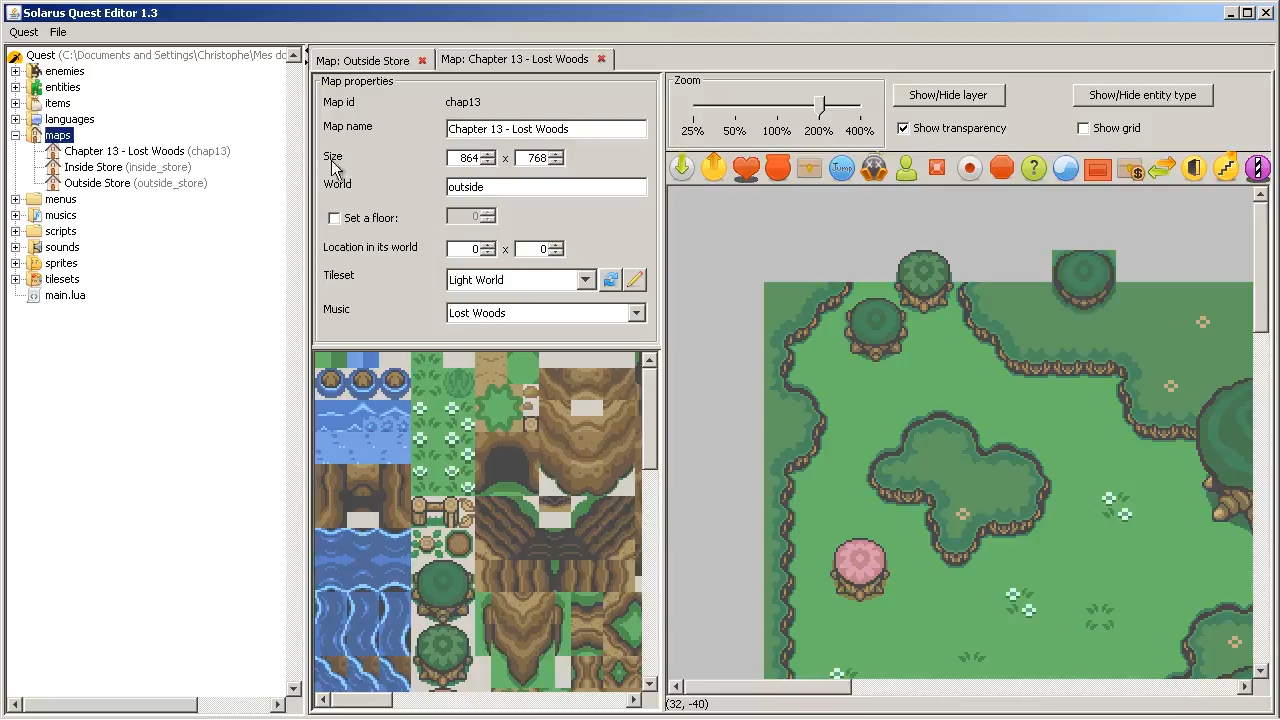 Solarus Quest Editor 1.3
Quest File
Quest (C:\Documents and Settings\Christophe\Mes do
enemies
entities
items
languages
maps
Chapter 13 - Lost Woods (chap13)
Inside Store (inside_store)
Outside Store (outside_store)
menus
musics
scripts
sounds
sprites
tilesets
main.lua
Map: Outside Store
Map: Chapter 13 - Lost Woods
Map properties
Map id chap13
Map name Chapter 13 - Lost Woods
Size 864 x 768
World outside
Set a floor: 0
Location in its world 0 x 0
Tileset Light World
Music Lost Woods
Zoom
25% 50% 100% 200% 400%
Show/Hide layer
Show/Hide entity type
Show transparency
Show grid
Jump
?
$
(32, -40)